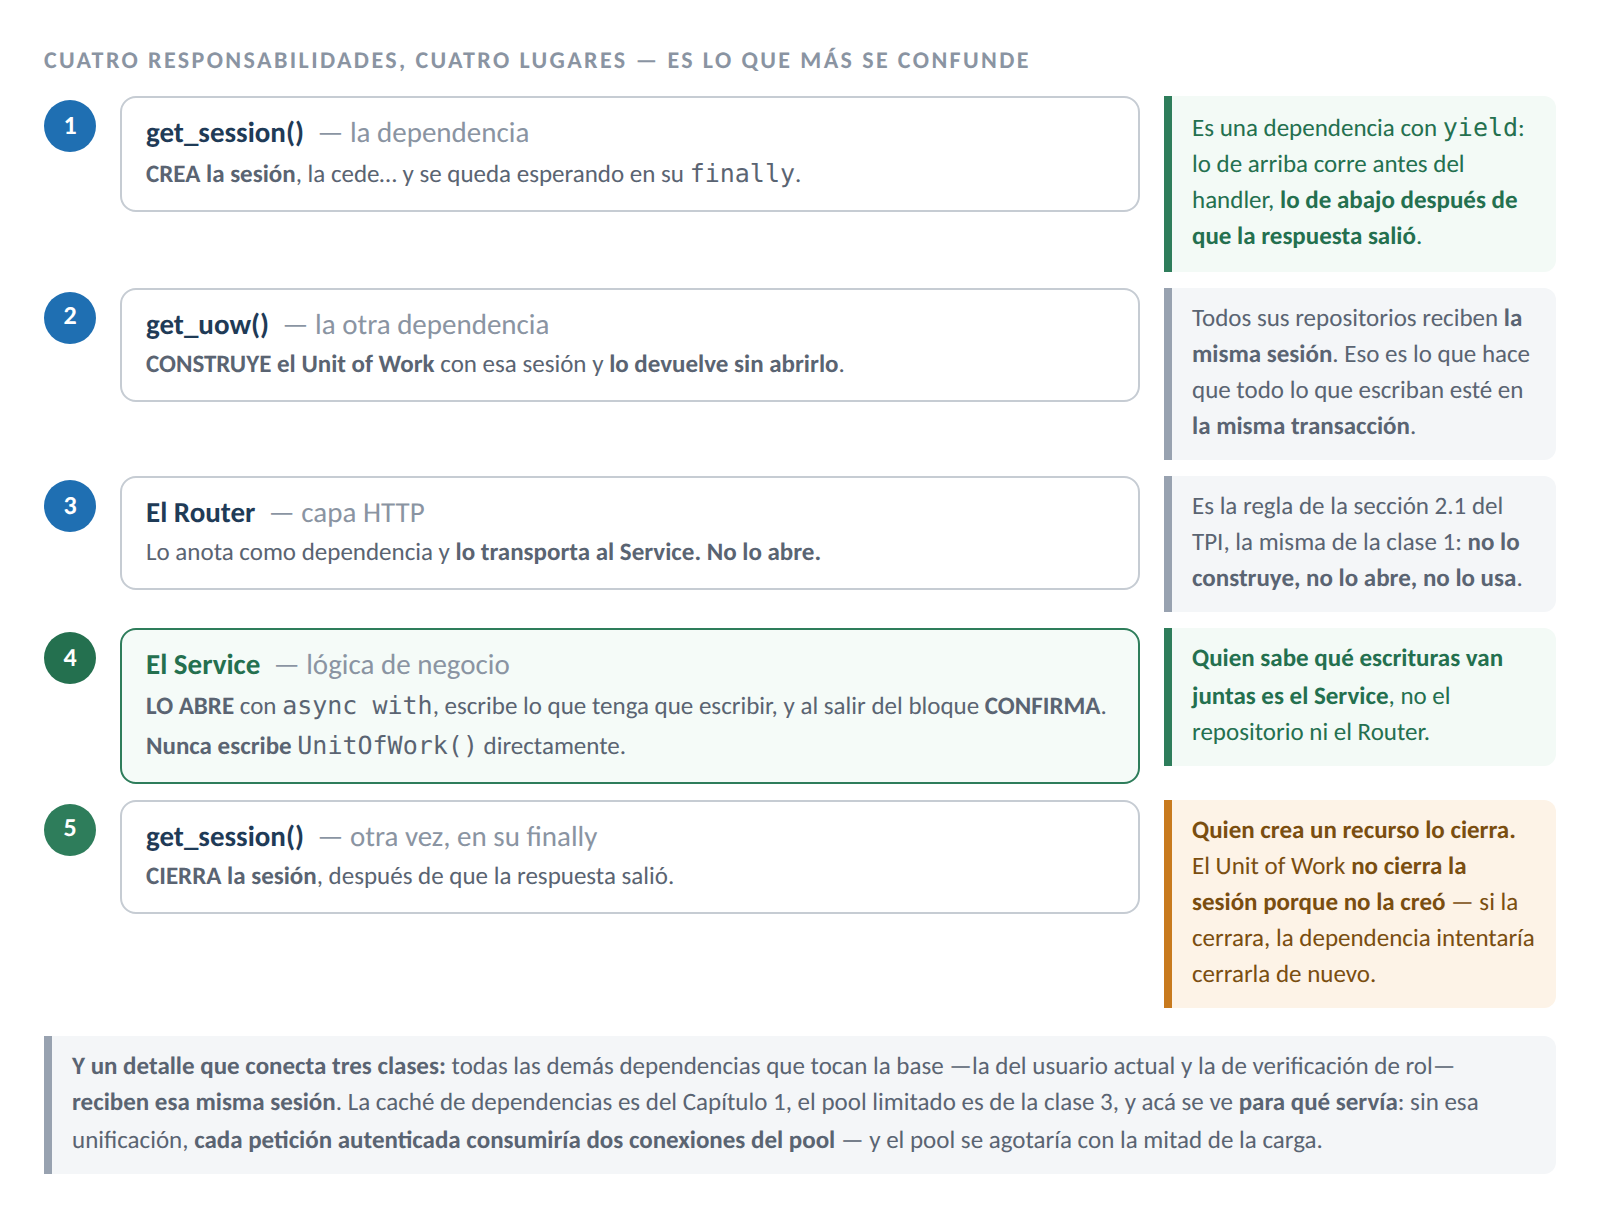 CUATRO RESPONSABILIDADES, CUATRO LUGARES — ES LO QUE MÁS SE CONFUNDE
1
get_session() — la dependencia
CREA la sesión, la cede... y se queda esperando en su finally.
Es una dependencia con yield:
lo de arriba corre antes del
handler, lo de abajo después de
que la respuesta salió.
2
get_uow() — la otra dependencia
CONSTRUYE el Unit of Work con esa sesión y lo devuelve sin abrirlo.
Todos sus repositorios reciben la
misma sesión. Eso es lo que hace
que todo lo que escriban esté en
la misma transacción.
3
El Router — capa HTTP
Lo anota como dependencia y lo transporta al Service. No lo abre.
Es la regla de la sección 2.1 del
TPI, la misma de la clase 1: no lo
construye, no lo abre, no lo usa.
4
El Service — lógica de negocio
LO ABRE con async with, escribe lo que tenga que escribir, y al salir del bloque CONFIRMA.
Nunca escribe UnitOfWork() directamente.
Quien sabe qué escrituras van
juntas es el Service, no el
repositorio ni el Router.
5
get_session() — otra vez, en su finally
CIERRA la sesión, después de que la respuesta salió.
Quien crea un recurso lo cierra.
El Unit of Work no cierra la
sesión porque no la creó — si la
cerrara, la dependencia intentaría
cerrarla de nuevo.
Y un detalle que conecta tres clases: todas las demás dependencias que tocan la base —la del usuario actual y la de verificación de rol—
reciben esa misma sesión. La caché de dependencias es del Capítulo 1, el pool limitado es de la clase 3, y acá se ve para qué servía: sin esa
unificación, cada petición autenticada consumiría dos conexiones del pool — y el pool se agotaría con la mitad de la carga.